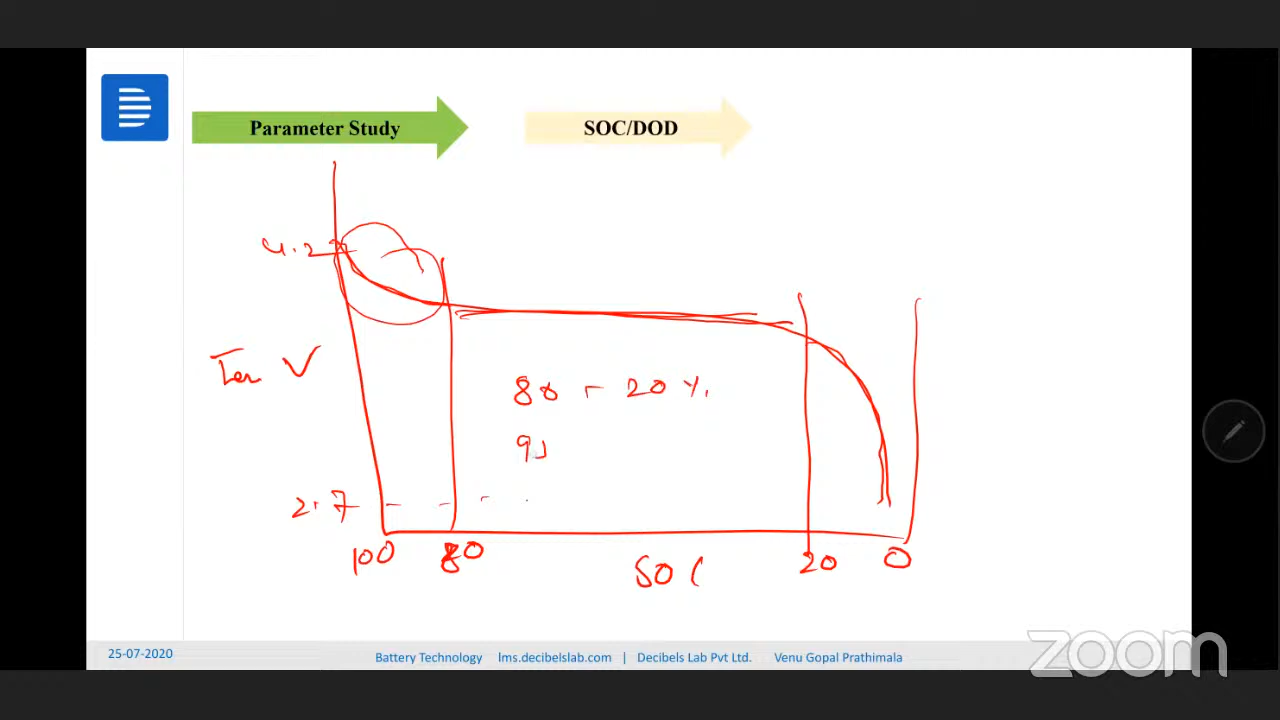 Parameter Study
SOC/DOD
4.2
Ter V
80 - 20 %
2.7
100
80
SOC
20
0
25-07-2020
Battery Technology lms.decibelslab.com | Decibels Lab Pvt Ltd. Venu Gopal Prathimala
zoom